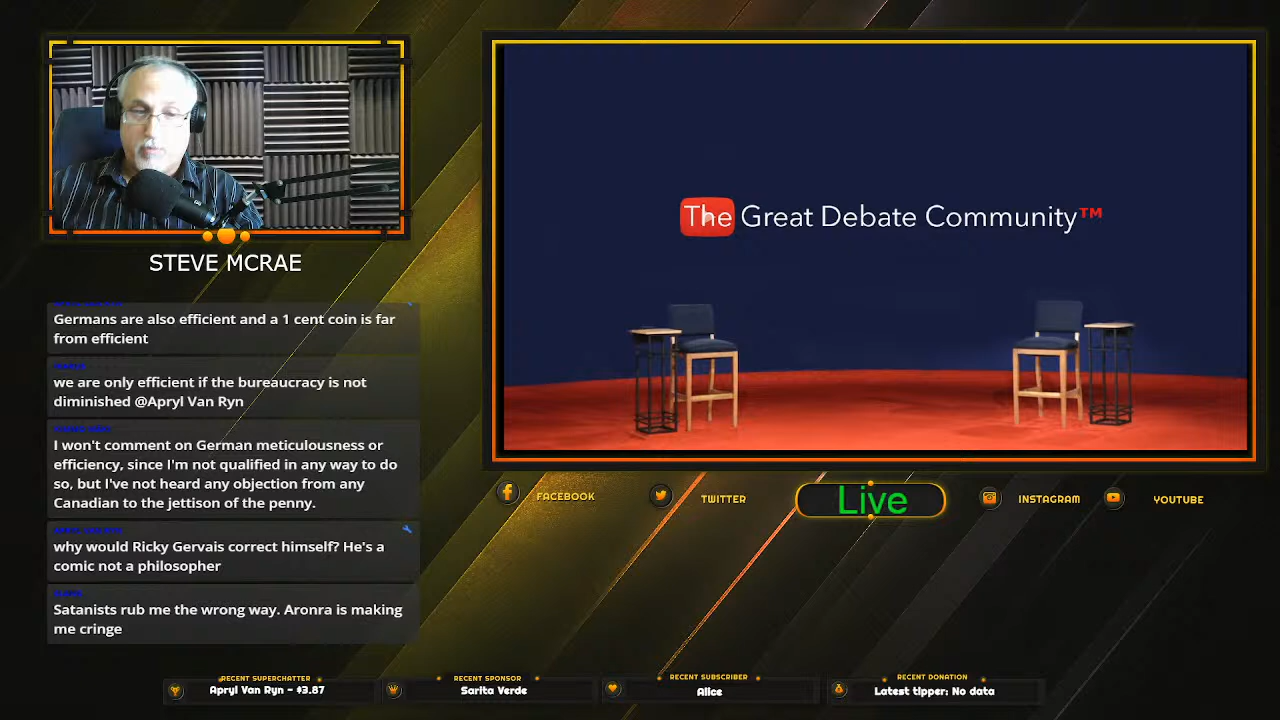 The Great Debate Community™
STEVE MCRAE
Germans are also efficient and a 1 cent coin is far
from efficient
we are only efficient if the bureaucracy is not
diminished @Apryl Van Ryn
I won't comment on German meticulousness or
efficiency, since I'm not qualified in any way to do
so, but I've not heard any objection from any
Canadian to the jettison of the penny.
why would Ricky Gervais correct himself? He's a
comic not a philosopher
Satanists rub me the wrong way. Aronra is making
me cringe
FACEBOOK
TWITTER
Live
INSTAGRAM
YOUTUBE
RECENT SUPERCHATTER
Apryl Van Ryn - $3.87
RECENT SPONSOR
Sarita Verde
RECENT SUBSCRIBER
Alice
RECENT DONATION
Latest tipper: No data